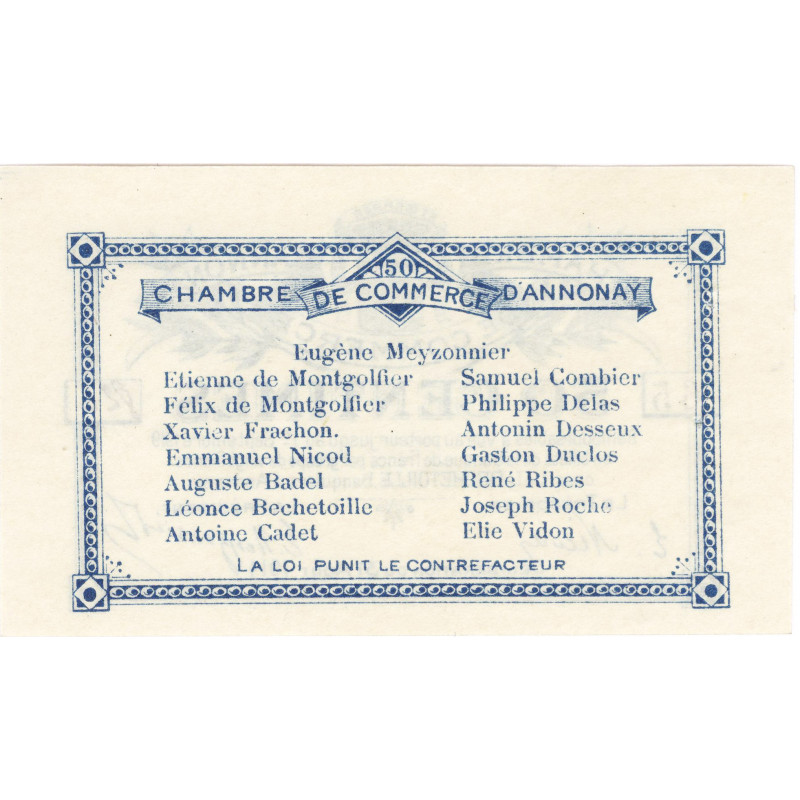 50
CHAMBRE DE COMMERCE D'ANNONAY
Eugène Meyzonnier
Etienne de Montgolfier Samuel Combier
Félix de Montgolfier Philippe Delas
Xavier Frachon. Antonin Desseux
Emmanuel Nicod Gaston Duclos
Auguste Badel René Ribes
Léonce Bechetoille Joseph Roche
Antoine Cadet Elie Vidon
LA LOI PUNIT LE CONTREFACTEUR